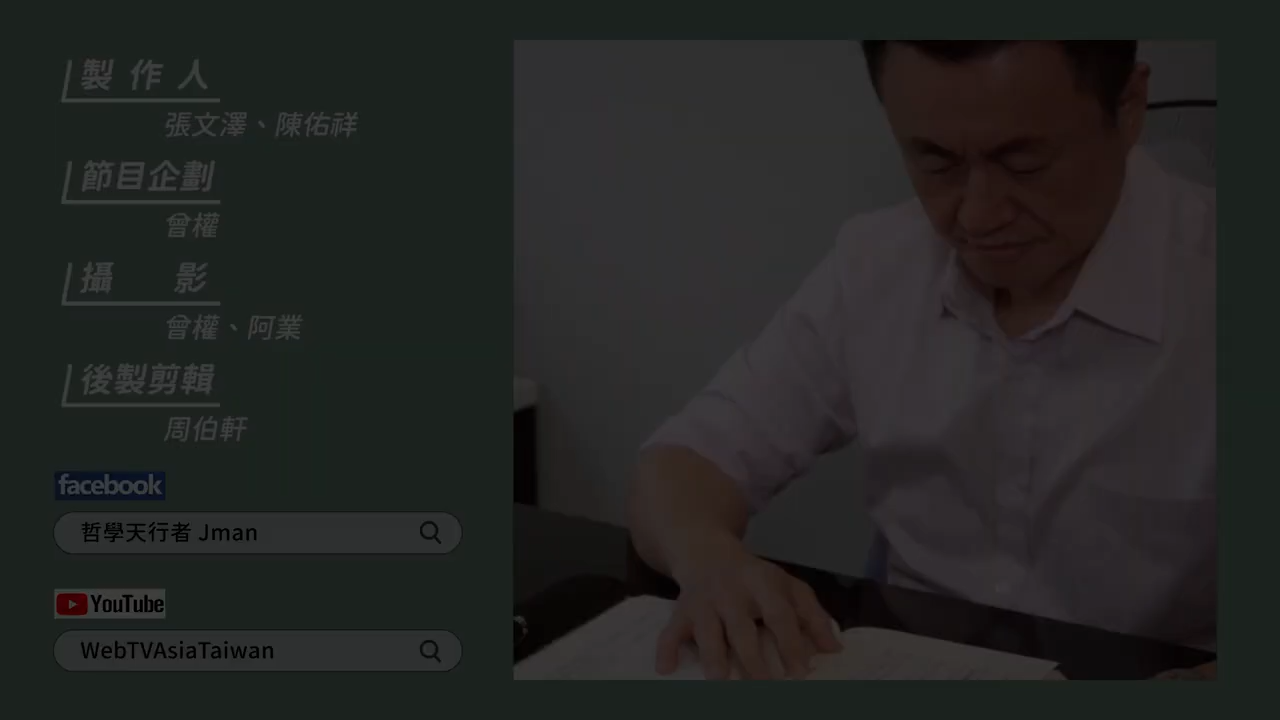 製作人
張文澤、陳佑祥
節目企劃
曾權
攝影
曾權、阿業
後製剪輯
周伯軒
facebook
哲學天行者 Jman
YouTube
WebTVAsiaTaiwan